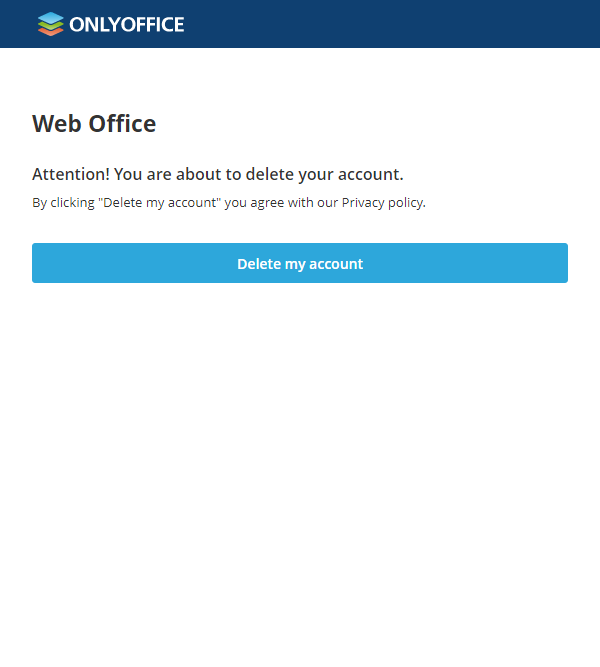 ONLYOFFICE
Web Office
Attention! You are about to delete your account.
By clicking "Delete my account" you agree with our Privacy policy.
Delete my account